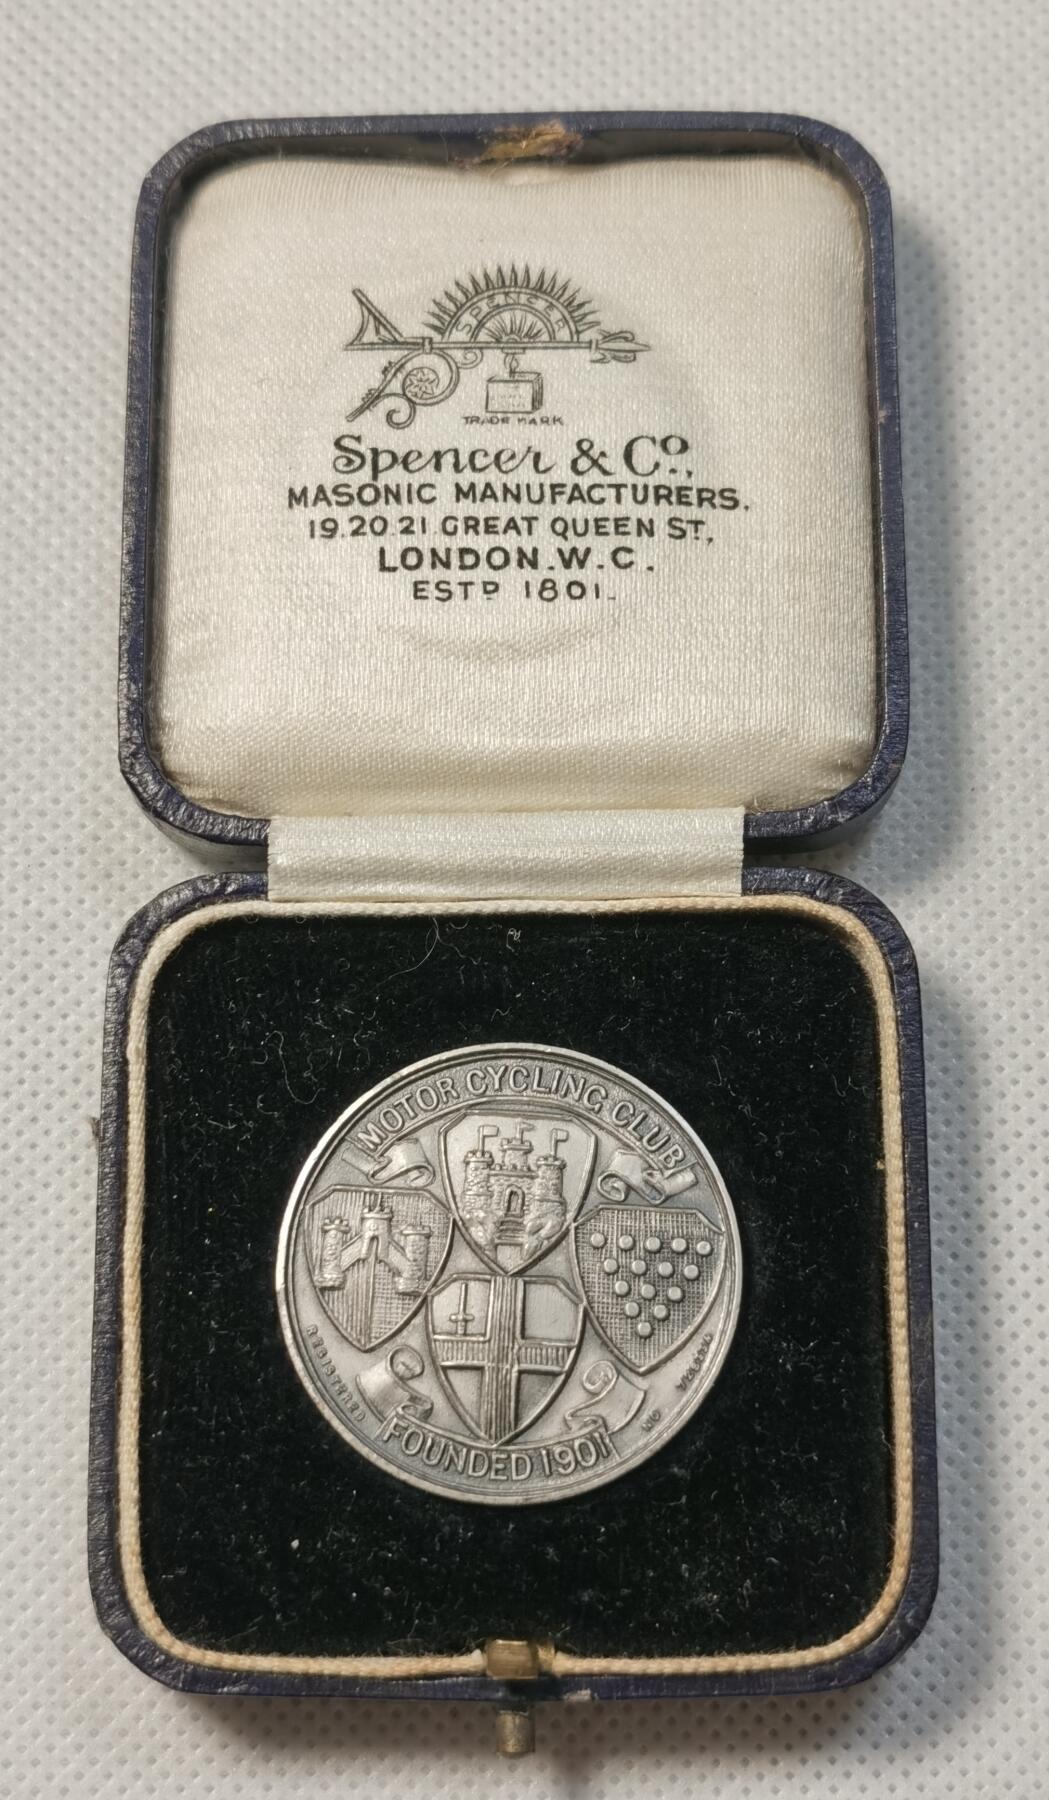 SPENCER
TRADE MARK
Spencer & Cº.,
MASONIC MANUFACTURERS.
19.20.21.GREAT QUEEN ST.,
LONDON.W.C.
ESTD 1801.
MOTOR CYCLING CLUB
REGISTERED
FOUNDED 1901